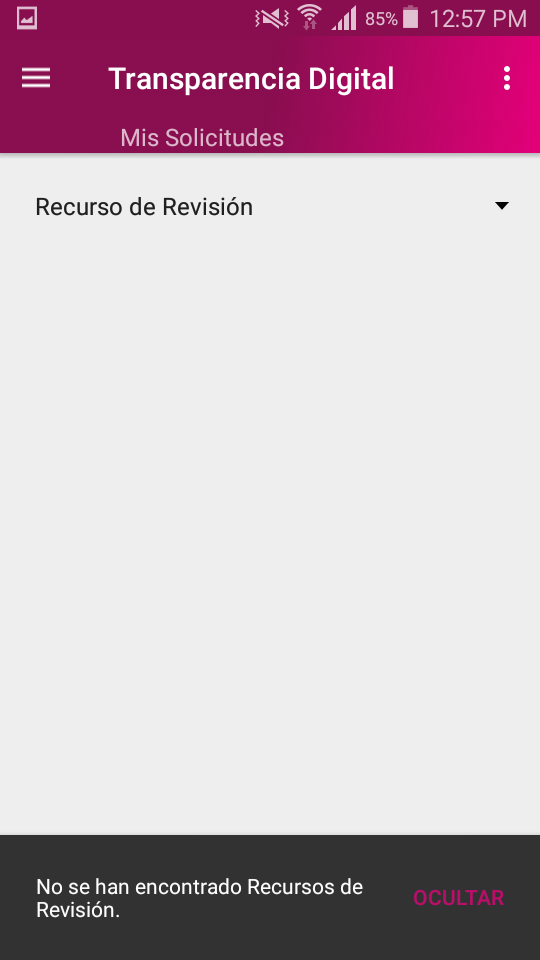 85% 12:57 PM
Transparencia Digital
Mis Solicitudes
Recurso de Revisión
No se han encontrado Recursos de
Revisión.
OCULTAR